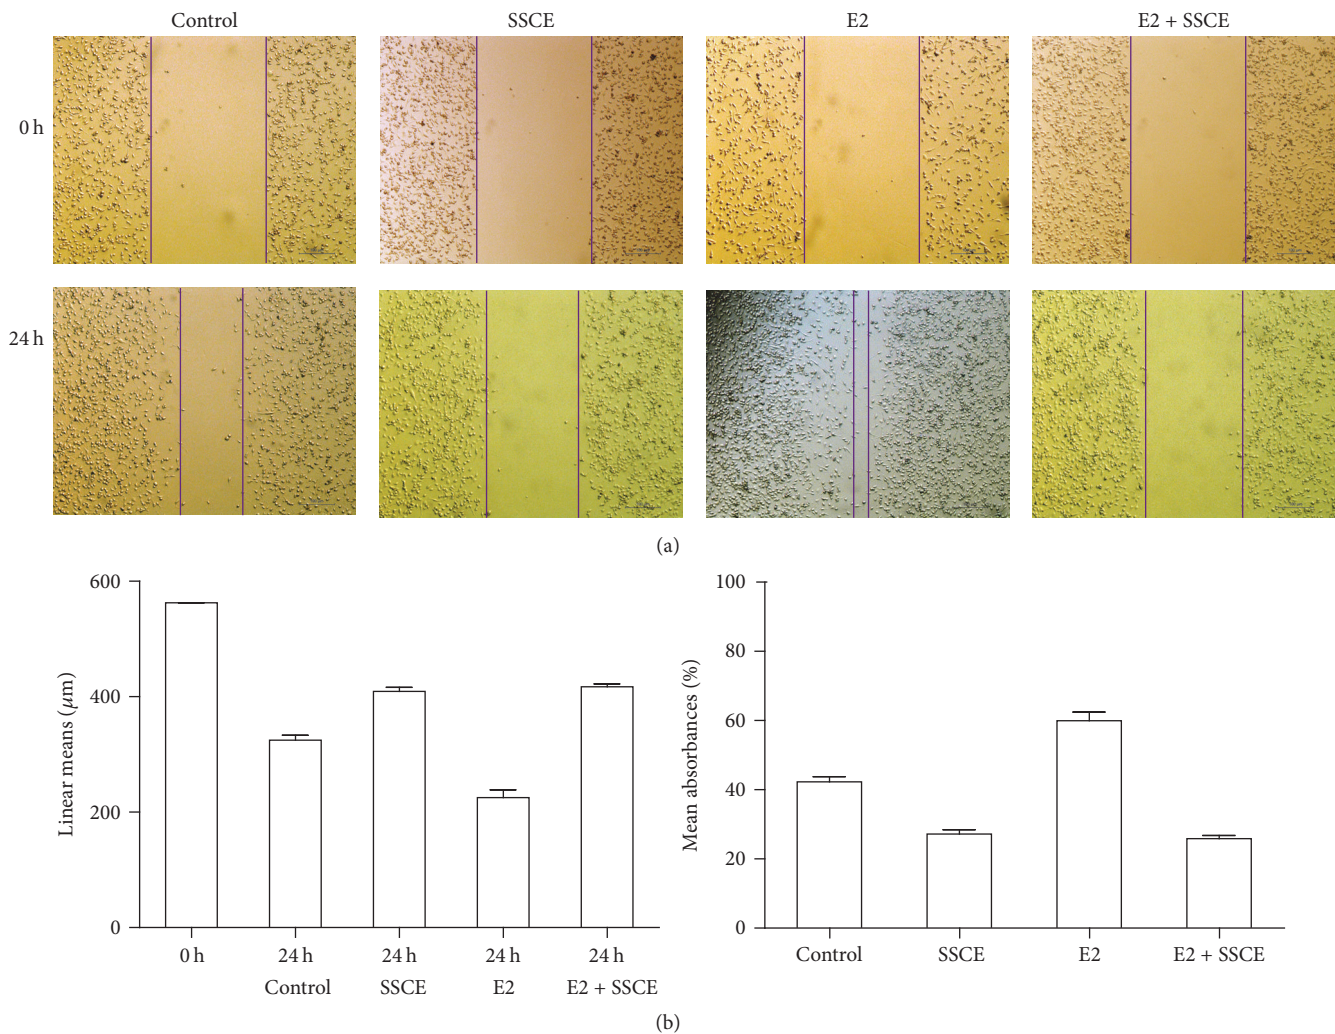 Control SSCE E2 E2 + SSCE
0 h
24 h
(a)
600
400
200
0
Linear means (μm)
0 h 24 h 24 h 24 h 24 h
Control SSCE E2 E2 + SSCE
100
80
60
40
20
0
Mean absorbances (%)
Control SSCE E2 E2 + SSCE
(b)